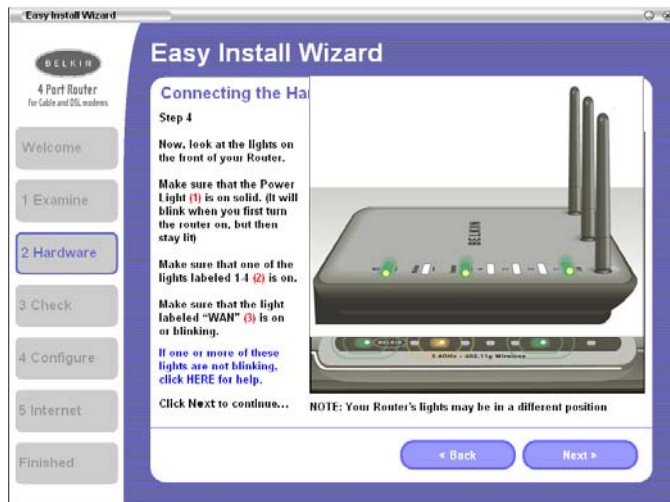 Easy Install Wizard
BELKIN
4 Port Router
for Cable and DSL modems
Welcome
1 Examine
2 Hardware
3 Check
4 Configure
5 Internet
Finished
Easy Install Wizard
Connecting the Ha
Step 4
Now, look at the lights on
the front of your Router.
Make sure that the Power
Light (1) is on solid. (It will
blink when you first turn
the router on, but then
stay lit)
Make sure that one of the
lights labeled 1-4 (2) is on.
Make sure that the light
labeled “WAN” (3) is on
or blinking.
If one or more of these
lights are not blinking,
click HERE for help.
Click Next to continue...
BELKIN
BELKIN
2.4GHz - 802.11g Wireless
NOTE: Your Router's lights may be in a different position
< Back
Next >